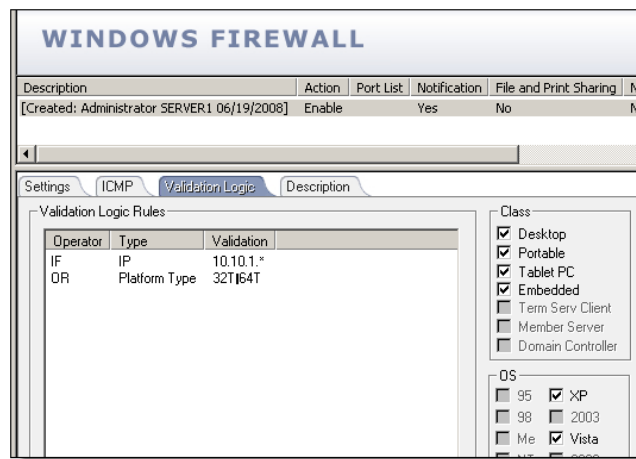 WINDOWS FIREWALL
Description Action Port List Notification File and Print Sharing
[Created: Administrator SERVER1 06/19/2008] Enable Yes No
Settings ICMP Validation Logic Description
Validation Logic Rules
Operator Type Validation
IF IP 10.10.1.*
OR Platform Type 32T|64T
Class
Desktop
Portable
Tablet PC
Embedded
Term Serv Client
Member Server
Domain Controller
OS
95 XP
98 2003
Me Vista